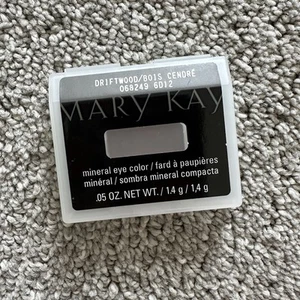 DRIFTWOOD/BOIS CENDRÉ
068249 6D12
MARY KAY
mineral eye color / fard à paupières
minéral / sombra mineral compacta
.05 OZ. NET WT. / 1,4 g / 1,4 g